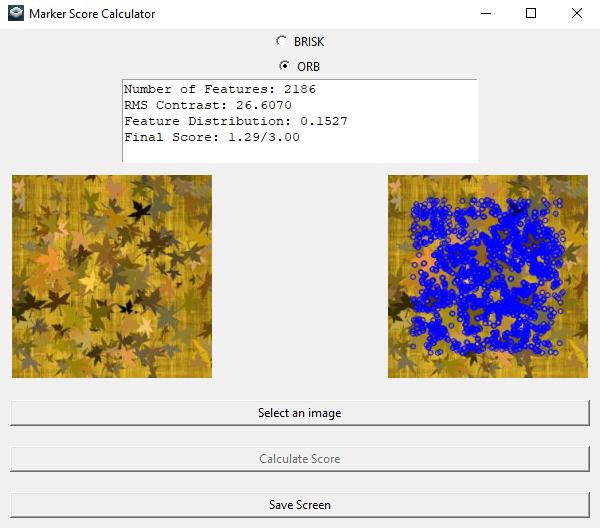 Marker Score Calculator
BRISK
ORB
Number of Features: 2186
RMS Contrast: 26.6070
Feature Distribution: 0.1527
Final Score: 1.29/3.00
Select an image
Calculate Score
Save Screen